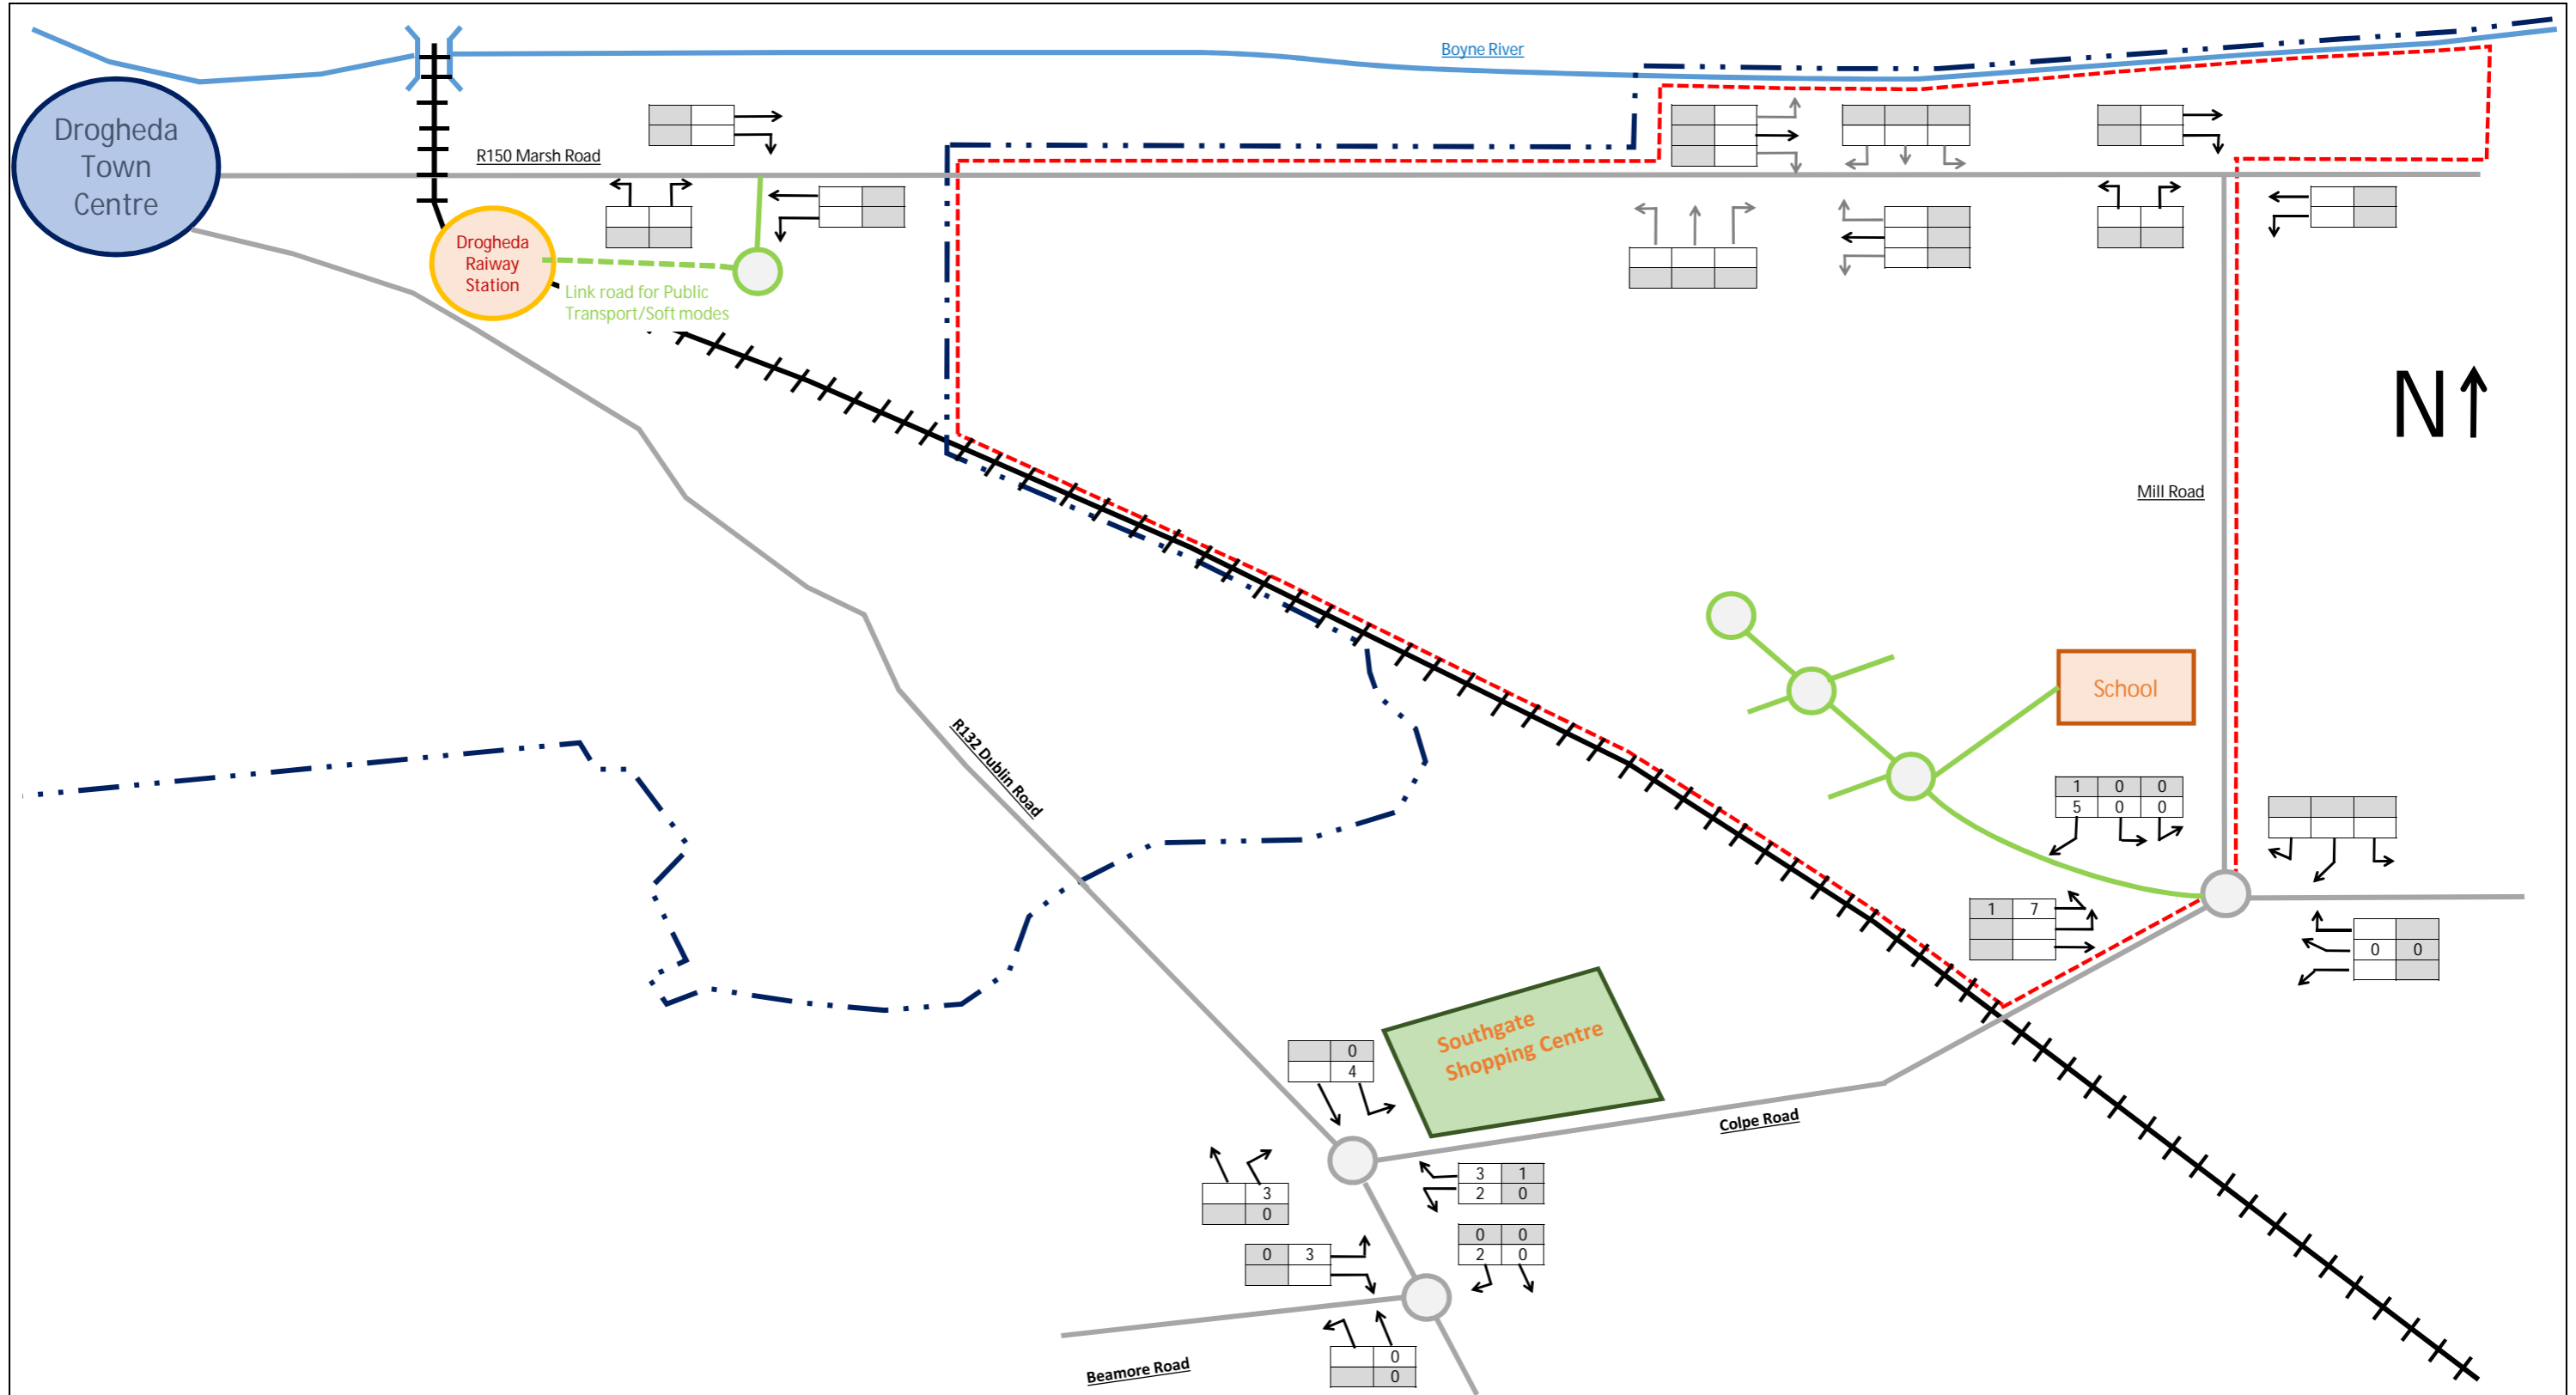 Boyne River
Drogheda
Town
Centre
R150 Marsh Road
Drogheda
Raiway
Station
Link road for Public
Transport/Soft modes
N
Mill Road
School
R132 Dublin Road
1 0 0
5 0 0
1 7
0 0
Southgate
Shopping Centre
0
4
Colpe Road
3 1
2 0
3
0
0 0
2 0
0 3
0
0
Beamore Road